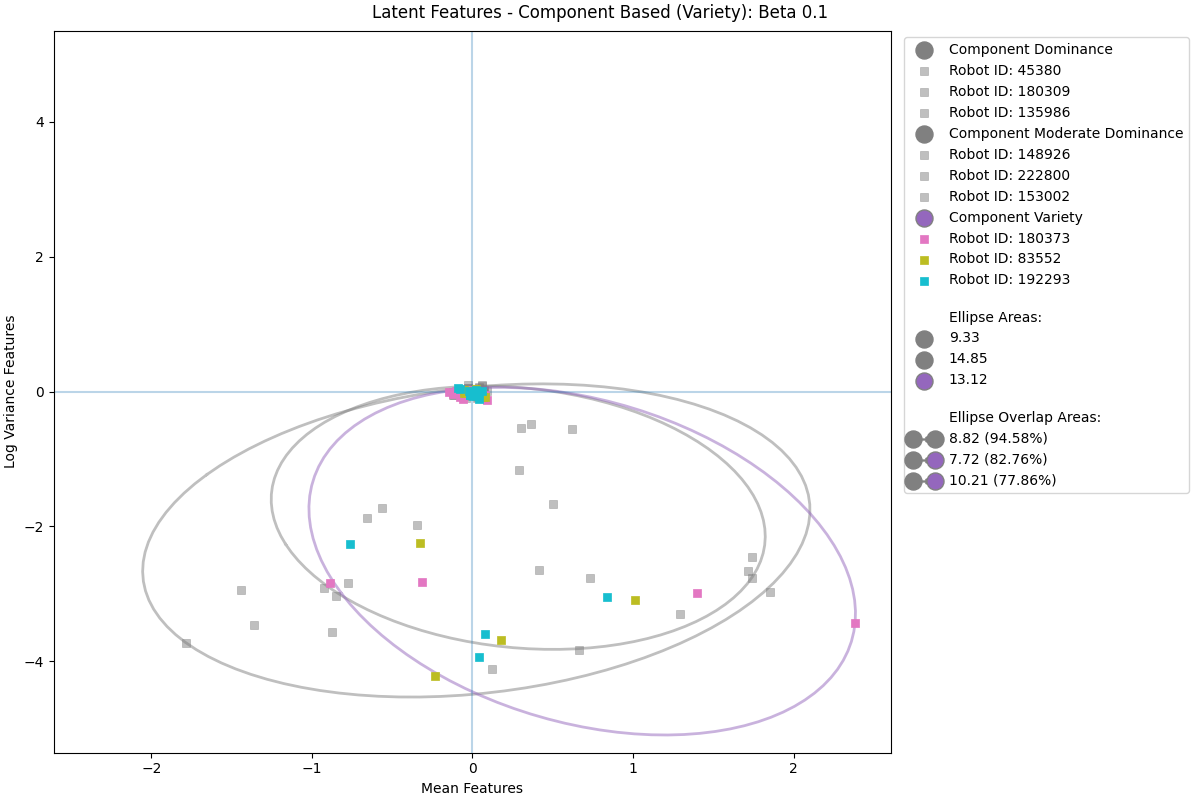 Latent Features - Component Based (Variety): Beta 0.1
Component Dominance
Robot ID: 45380
Robot ID: 180309
Robot ID: 135986
Component Moderate Dominance
Robot ID: 148926
Robot ID: 222800
Robot ID: 153002
Component Variety
Robot ID: 180373
Robot ID: 83552
Robot ID: 192293
Ellipse Areas:
9.33
14.85
13.12
Ellipse Overlap Areas:
8.82 (94.58%)
7.72 (82.76%)
10.21 (77.86%)
Log Variance Features
4
2
0
−2
−4
−2
−1
0
1
2
Mean Features